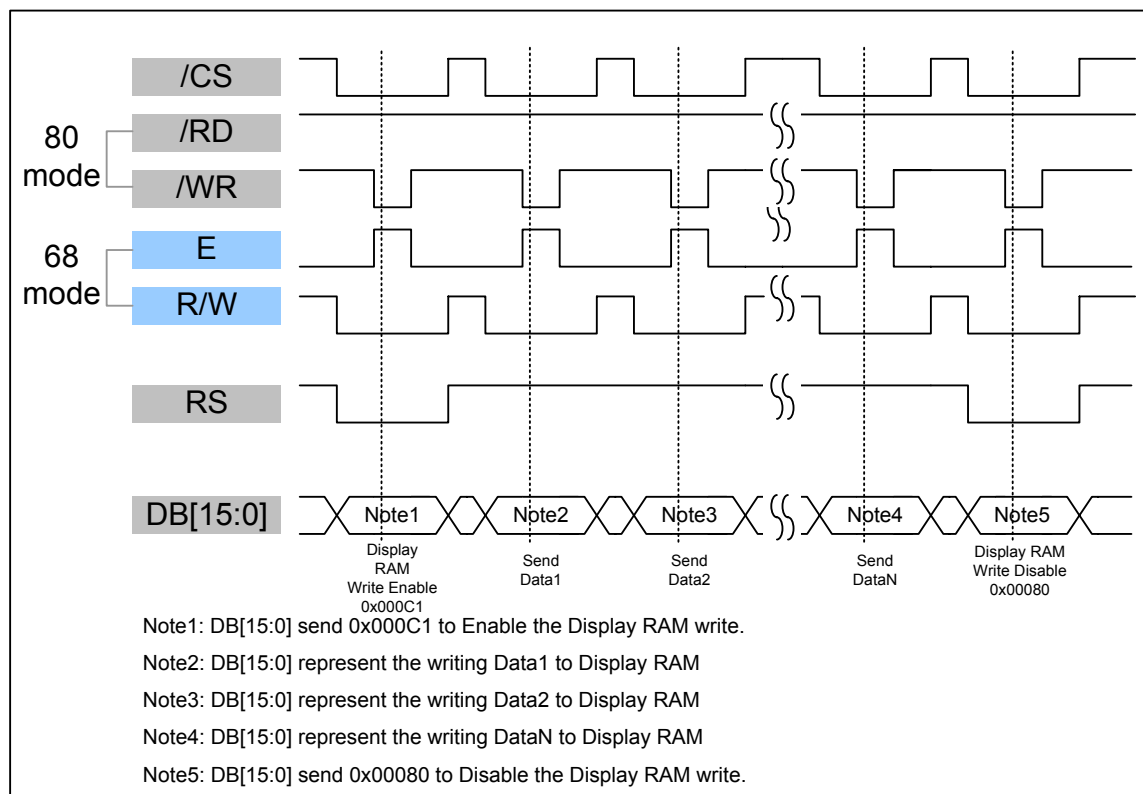 /CS
80
mode
/RD
/WR
68
mode
E
R/W
RS
DB[15:0]
Note1
Note2
Note3
Note4
Note5
Display
RAM
Write Enable
0x000C1
Send
Data1
Send
Data2
Send
DataN
Display RAM
Write Disable
0x00080
Note1: DB[15:0] send 0x000C1 to Enable the Display RAM write.
Note2: DB[15:0] represent the writing Data1 to Display RAM
Note3: DB[15:0] represent the writing Data2 to Display RAM
Note4: DB[15:0] represent the writing DataN to Display RAM
Note5: DB[15:0] send 0x00080 to Disable the Display RAM write.